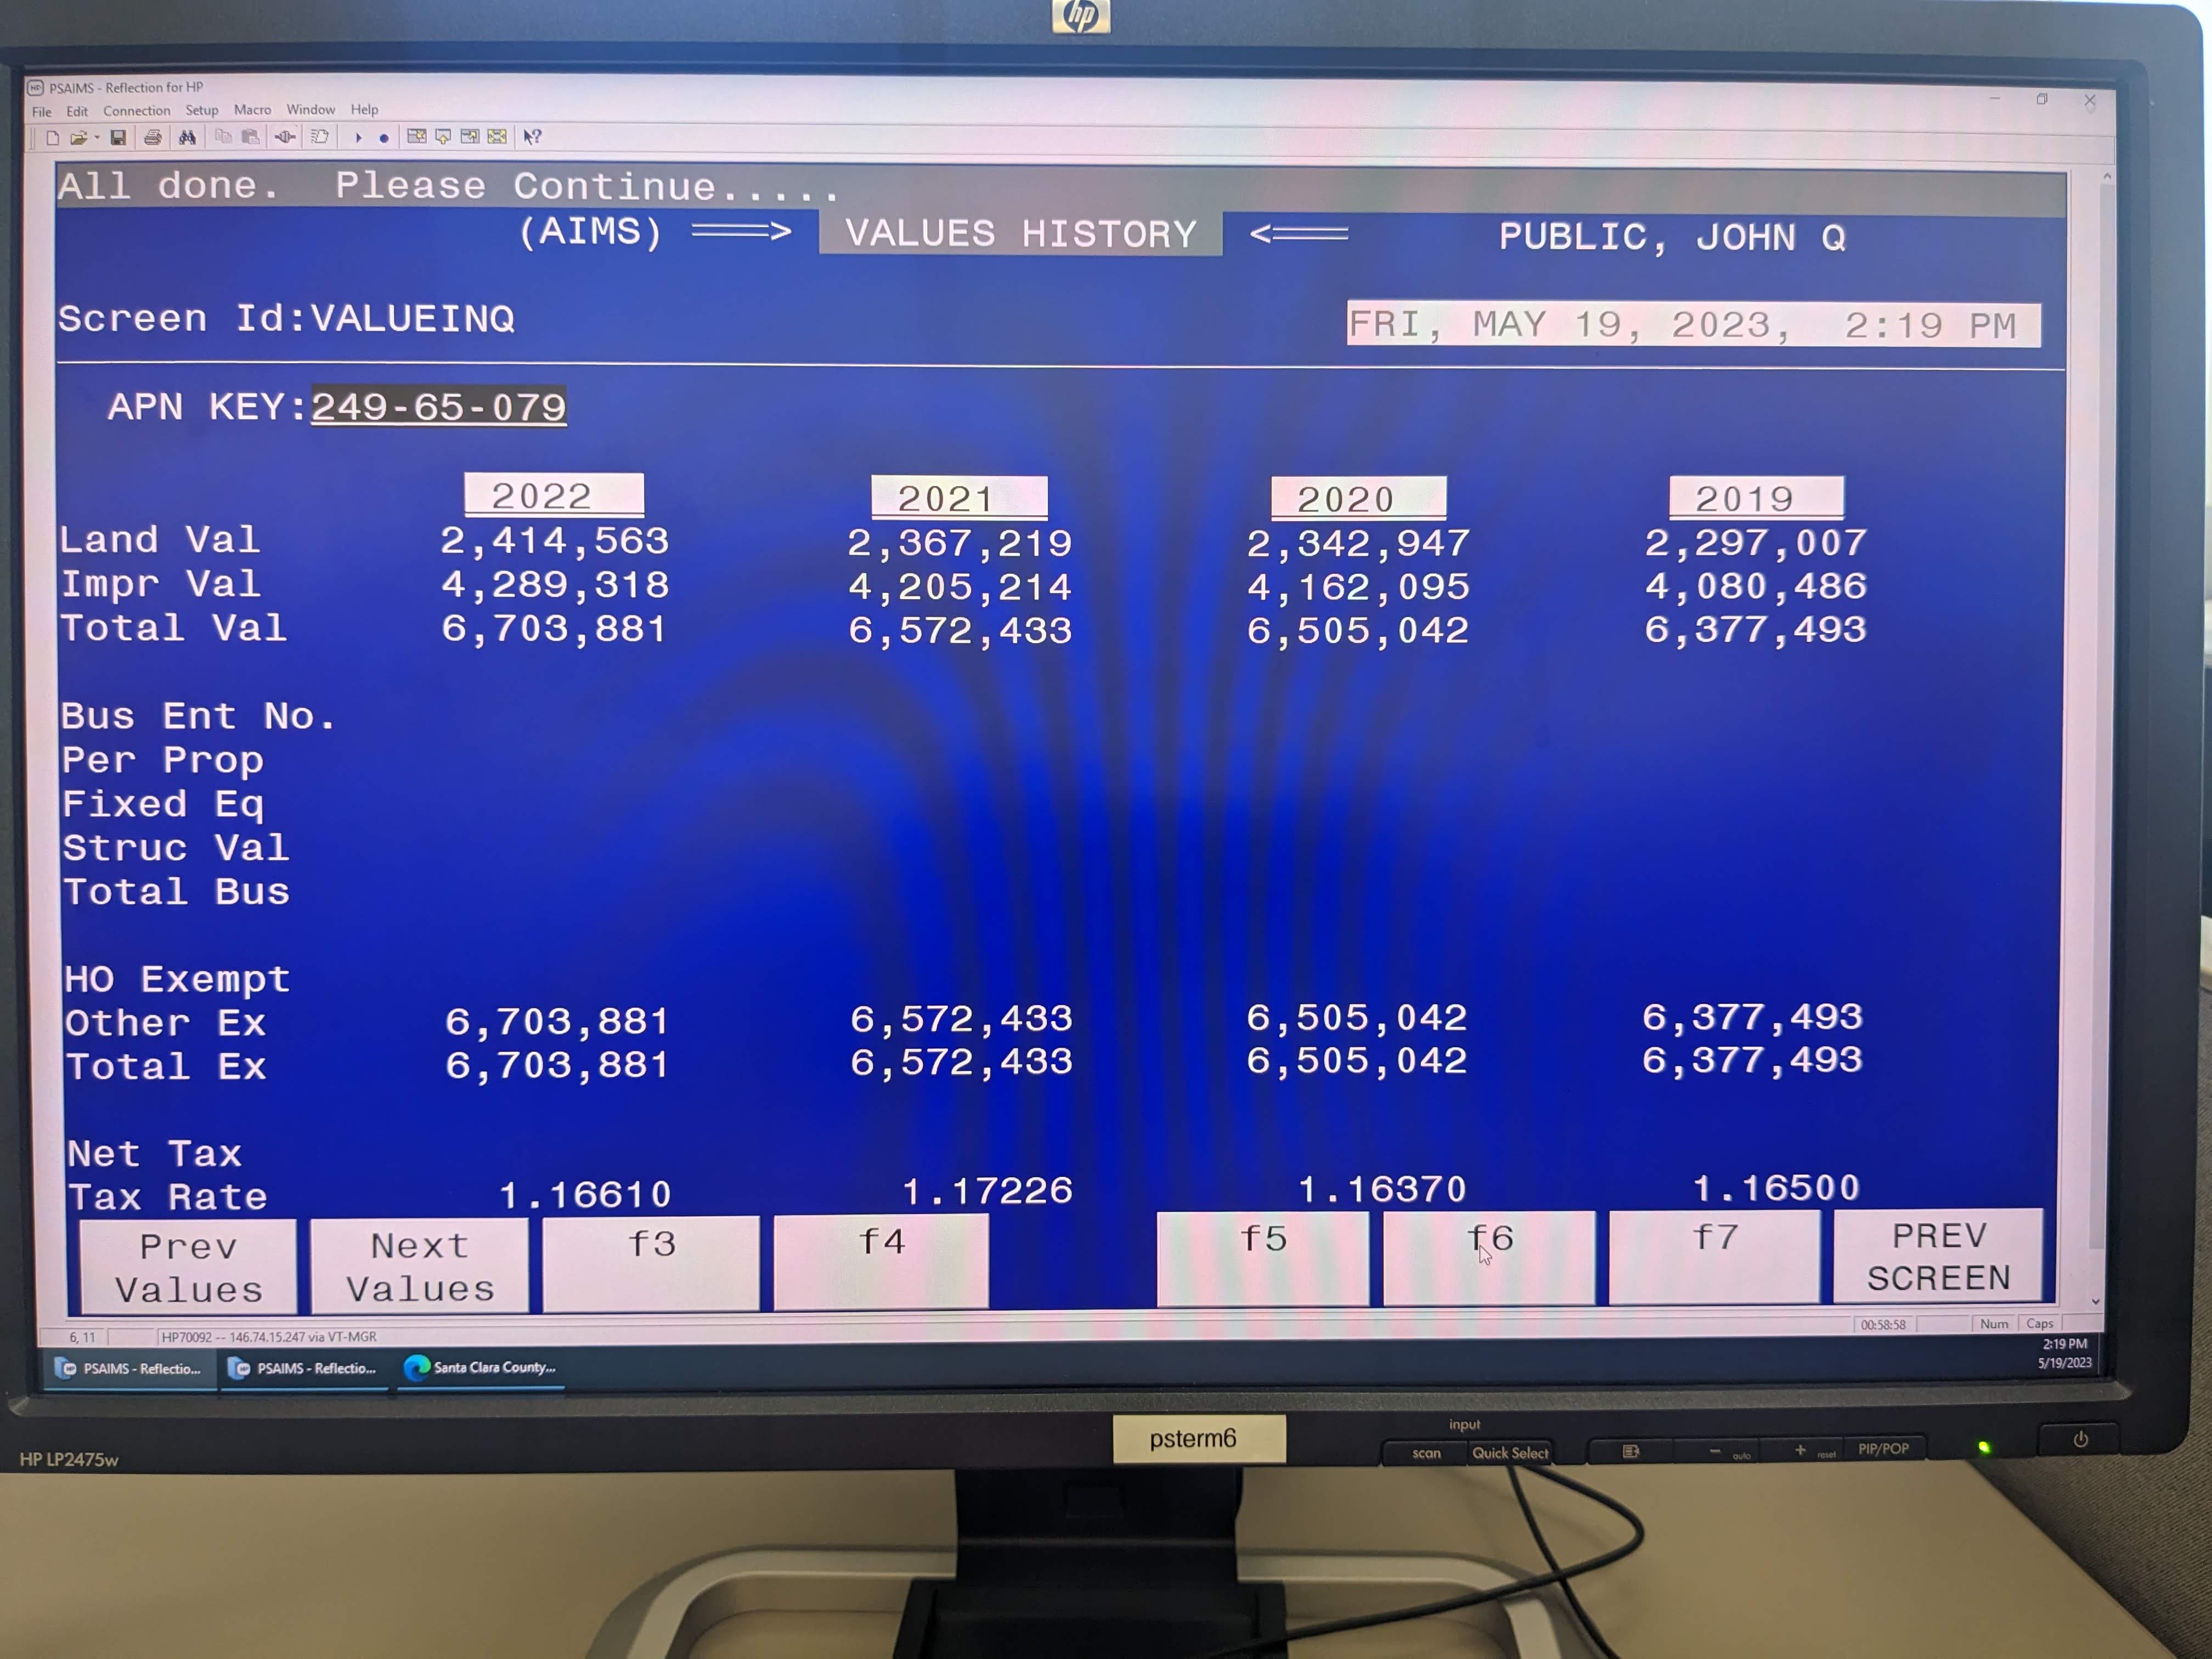 hp
PSAIMS - Reflection for HP
File Edit Connection Setup Macro Window Help
All done. Please Continue.....
(AIMS) ===> VALUES HISTORY <=== PUBLIC, JOHN Q
Screen Id:VALUEINQ FRI, MAY 19, 2023, 2:19 PM
APN KEY:249-65-079
2022 2021 2020 2019
Land Val 2,414,563 2,367,219 2,342,947 2,297,007
Impr Val 4,289,318 4,205,214 4,162,095 4,080,486
Total Val 6,703,881 6,572,433 6,505,042 6,377,493
Bus Ent No.
Per Prop
Fixed Eq
Struc Val
Total Bus
HO Exempt
Other Ex 6,703,881 6,572,433 6,505,042 6,377,493
Total Ex 6,703,881 6,572,433 6,505,042 6,377,493
Net Tax
Tax Rate 1.16610 1.17226 1.16370 1.16500
Prev Values Next Values f3 f4 f5 f6 f7 PREV SCREEN
6, 11 HP70092 -- 146.74.15.247 via VT-MGR 00:58:58 Num Caps
PSAIMS - Reflectio... PSAIMS - Reflectio... Santa Clara County... 2:19 PM
5/19/2023
HP LP2475w
psterm6
input
scan Quick Select - auto + reset PIP/POP